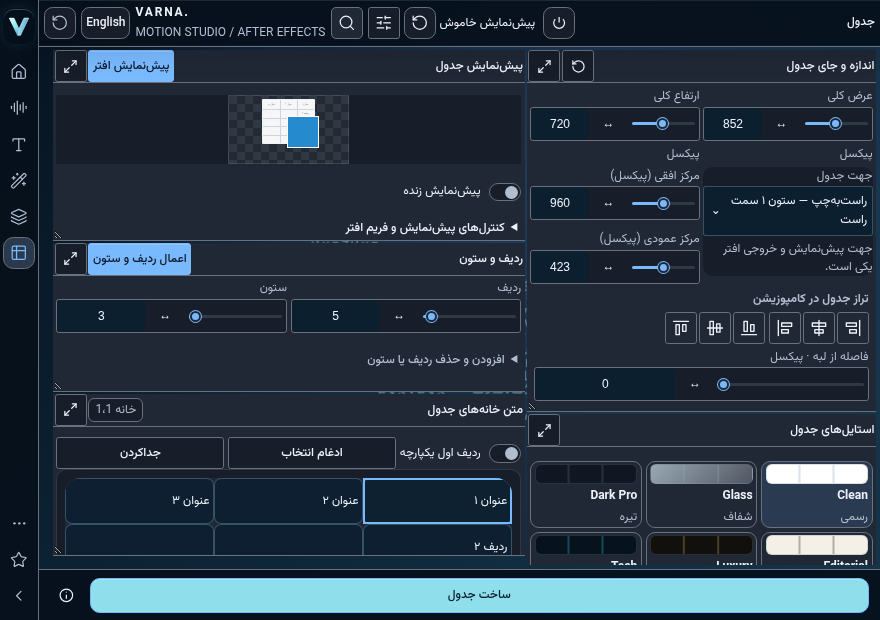 جدول
پیش‌نمایش خاموش
VARNA.
MOTION STUDIO / AFTER EFFECTS
English
اندازه و جای جدول
عرض کلی
ارتفاع کلی
852
↔
720
↔
پیکسل
پیکسل
جهت جدول
راست‌به‌چپ — ستون ۱ سمت
راست
جهت پیش‌نمایش و خروجی افتر
یکی است.
مرکز افقی (پیکسل)
960
↔
مرکز عمودی (پیکسل)
423
↔
تراز جدول در کامپوزیشن
فاصله از لبه · پیکسل
0
↔
استایل‌های جدول
Clean
رسمی
Glass
شفاف
Dark Pro
تیره
Editorial
Luxury
Tech
پیش‌نمایش جدول
پیش‌نمایش افتر
پیش‌نمایش زنده
◀ کنترل‌های پیش‌نمایش و فریم افتر
ردیف و ستون
اعمال ردیف و ستون
ردیف
ستون
5
↔
3
↔
◀ افزودن و حذف ردیف یا ستون
متن خانه‌های جدول
خانه 1،1
ردیف اول یکپارچه
ادغام انتخاب
جداکردن
عنوان ۱
عنوان ۲
عنوان ۳
ردیف ۲
ساخت جدول